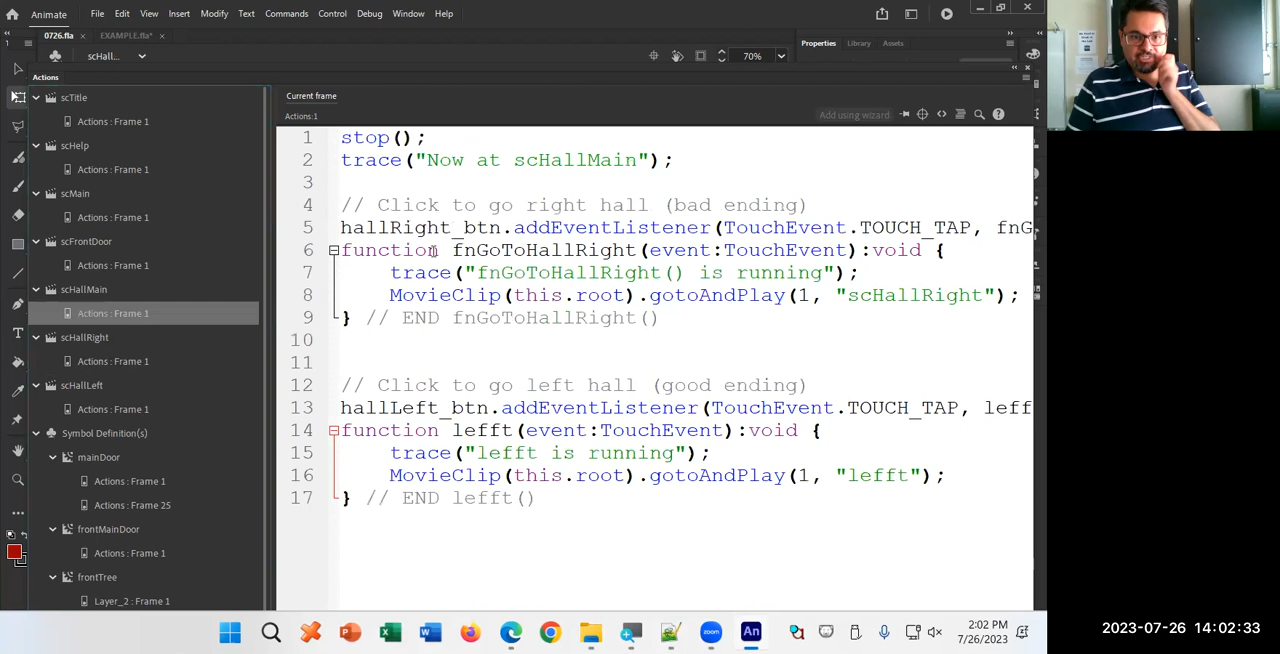 Animate
File Edit View Insert Modify Text Commands Control Debug Window Help
0726.fla × EXAMPLE.fla* ×
scHall...
70%
Properties Library Assets
Actions
scTitle
Actions : Frame 1
scHelp
Actions : Frame 1
scMain
Actions : Frame 1
scFrontDoor
Actions : Frame 1
scHallMain
Actions : Frame 1
scHallRight
Actions : Frame 1
scHallLeft
Actions : Frame 1
Symbol Definition(s)
mainDoor
Actions : Frame 1
Actions : Frame 25
frontMainDoor
Actions : Frame 1
frontTree
Layer_2 : Frame 1
Current frame
Actions:1
Add using wizard
1 stop();
2 trace("Now at scHallMain");
3
4 // Click to go right hall (bad ending)
5 hallRight_btn.addEventListener(TouchEvent.TOUCH_TAP, fnG
6 function fnGoToHallRight(event:TouchEvent):void {
7 trace("fnGoToHallRight() is running");
8 MovieClip(this.root).gotoAndPlay(1, "scHallRight");
9 } // END fnGoToHallRight()
10
11
12 // Click to go left hall (good ending)
13 hallLeft_btn.addEventListener(TouchEvent.TOUCH_TAP, leff
14 function lefft(event:TouchEvent):void {
15 trace("lefft is running");
16 MovieClip(this.root).gotoAndPlay(1, "lefft");
17 } // END lefft()
zoom
An
2:02 PM
7/26/2023
2023-07-26 14:02:33